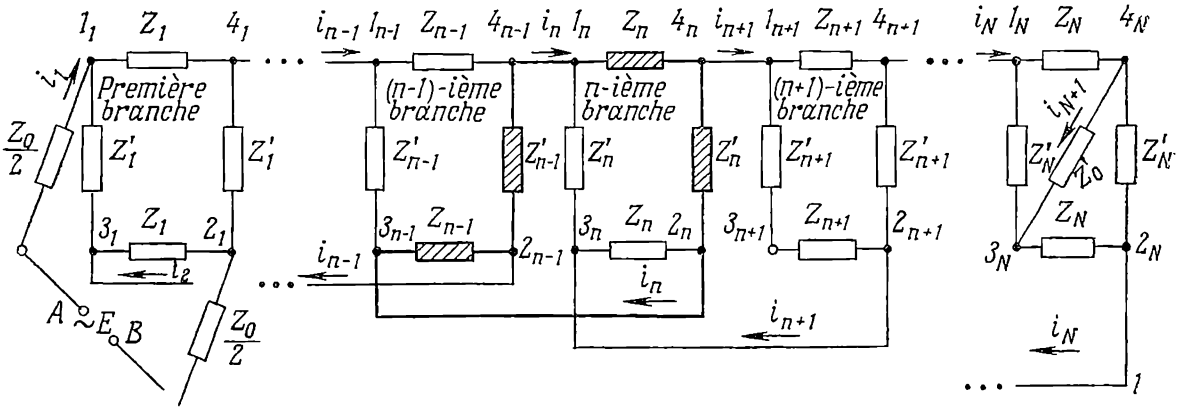 1₁ Z₁ 4₁ i_{n-1} 1_{n-1} Z_{n-1} 4_{n-1} i_n 1_n Z_n 4_n i_{n+1} 1_{n+1} Z_{n+1} 4_{n+1} i_N 1_N Z_N 4_N
i₁ Première branche
(n-1)-ième branche
n-ième branche
(n+1)-ième branche
i_{N+1}
Z₀/2 Z'₁ Z'₁ Z'_{n-1} Z'_{n-1} Z'_n Z'_n Z'_{n+1} Z'_{n+1} Z'_N Z₀ Z'_N
3₁ Z₁ 2₁ 3_{n-1} Z_{n-1} 2_{n-1} 3_n Z_n 2_n 3_{n+1} Z_{n+1} 2_{n+1} 3_N Z_N 2_N
i₂ i_{n-1} i_n
A ~ E B Z₀/2 i_{n+1} i_N
1